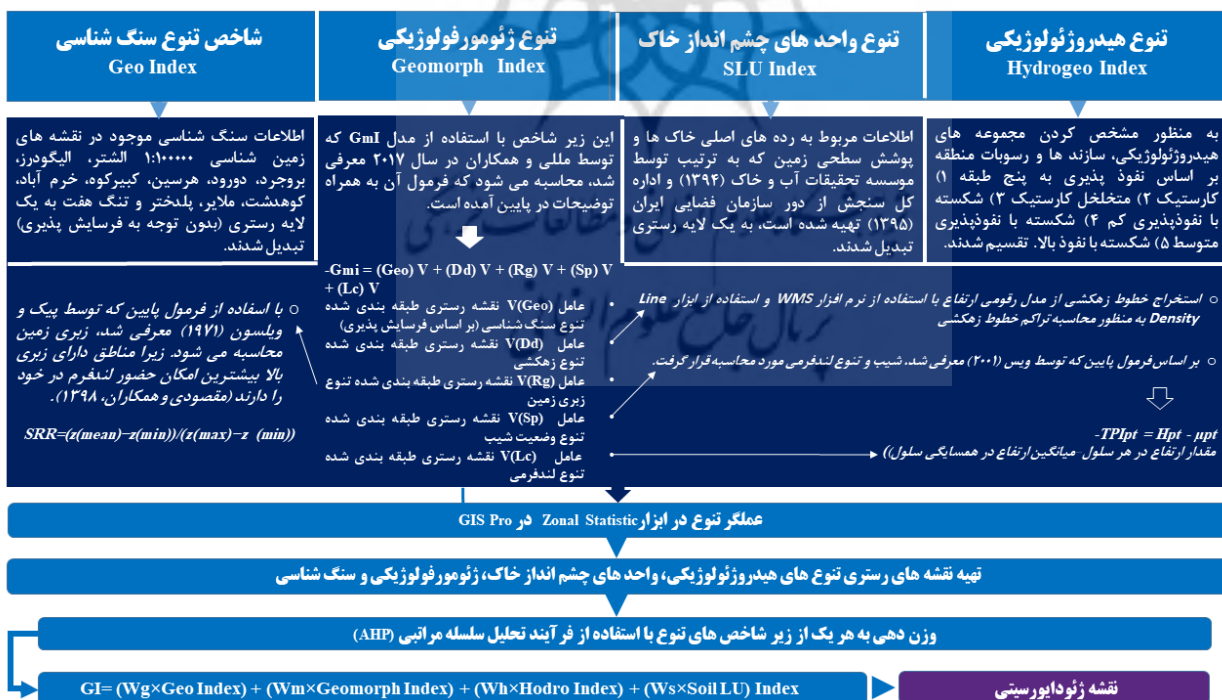 شاخص تنوع سنگ شناسی
Geo Index
تنوع ژئومورفولوژیکی
Geomorph Index
تنوع واحد های چشم انداز خاک
SLU Index
تنوع هیدروژئولوژیکی
Hydrogeo Index
اطلاعات سنگ شناسی موجود در نقشه های
زمین شناسی ۱:۱۰۰۰۰۰ الشتر، الیگودرز،
بروجرد، دورود، هرسین، کبیرکوه، خرم آباد،
کوهدشت، ملایر، پلدختر و تنگ هفت به یک
لایه رستری (بدون توجه به فرسایش پذیری)
تبدیل شدند.
این زیر شاخص با استفاده از مدل GmI که
توسط مللی و همکاران در سال ۲۰۱۷ معرفی
شد، محاسبه می شود که فرمول آن به همراه
توضیحات در پایین آمده است.
اطلاعات مربوط به رده های اصلی خاک ها و
پوشش سطحی زمین که به ترتیب توسط
موسسه تحقیقات آب و خاک (۱۳۹۴) و اداره
کل سنجش از دور سازمان فضایی ایران
(۱۳۹۵) تهیه شده است، به یک لایه رستری
تبدیل شدند.
به منظور مشخص کردن مجموعه های
هیدروژئولوژیکی، سازند ها و رسوبات منطقه
بر اساس نفوذ پذیری به پنج طبقه ۱)
کارستیک ۲) متخلخل کارستیک ۳) شکسته
با نفوذپذیری کم ۴) شکسته با نفوذپذیری
متوسط ۵) شکسته با نفوذ بالا. تقسیم شدند.
○ با اسفاده از فرمول پایین که توسط پیک و
ویلسون (۱۹۷۱) معرفی شد، زبری زمین
محاسبه می شود. زیرا مناطق دارای زبری
بالا بیشترین امکان حضور لندفرم در خود
را دارند (مقصودی و همکاران، ۱۳۹۸).
SRR=(z(mean)−z(min))/(z(max)−z (min))
-Gmi = (Geo) V + (Dd) V + (Rg) V + (Sp) V
+ (Lc) V
عامل V(Geo) نقشه رستری طبقه بندی شده
تنوع سنگ شناسی (بر اساس فرسایش پذیری)
عامل V(Dd) نقشه رستری طبقه بندی شده
تنوع زهکشی
عامل V(Rg) نقشه رستری طبقه بندی شده تنوع
زبری زمین
عامل V(Sp) نقشه رستری طبقه بندی شده
تنوع وضعیت شیب
عامل V(Lc) نقشه رستری طبقه بندی شده
تنوع لندفرمی
○ استخراج خطوط زهکشی از مدل رقومی ارتفاع با استفاده از نرم افزار WMS و استفاده از ابزار Line
Density به منظور محاسبه تراکم خطوط زهکشی
○ بر اساس فرمول پایین که توسط ویس (۲۰۰۱) معرفی شد، شیب و تنوع لندفرمی مورد محاسبه قرار گرفت.
-TPIpt = Hpt - µpt
مقدار ارتفاع در هر سلول-میانگین ارتفاع در همسایگی سلول))
عملگر تنوع در ابزار Zonal Statistic در GIS Pro
تهیه نقشه های رستری تنوع های هیدروژئولوژیکی، واحد های چشم انداز خاک، ژئومورفولوژیکی و سنگ شناسی
وزن دهی به هر یک از زیر شاخص های تنوع با استفاده از فر آیند تحلیل سلسله مراتبی (AHP)
GI= (Wg×Geo Index) + (Wm×Geomorph Index) + (Wh×Hodro Index) + (Ws×Soil LU) Index
نقشه ژئودایورسیتی
پژوهشگاه علوم انسانی و مطالعات فرهنگی
پرتال جامع علوم انسانی